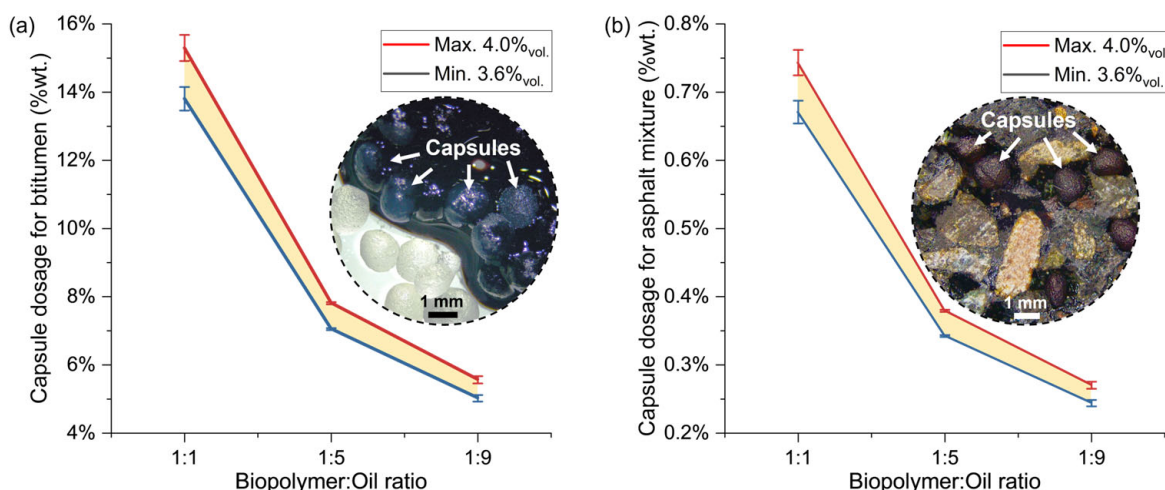 (a)
16%
14%
12%
10%
8%
6%
4%
Capsule dosage for btitumen (%wt.)
Max. 4.0%vol.
Min. 3.6%vol.
Capsules
1 mm
1:1
1:5
1:9
Biopolymer:Oil ratio
(b)
0.8%
0.7%
0.6%
0.5%
0.4%
0.3%
0.2%
Capsule dosage for asphalt mixture (%wt.)
Max. 4.0%vol.
Min. 3.6%vol.
Capsules
1 mm
1:1
1:5
1:9
Biopolymer:Oil ratio